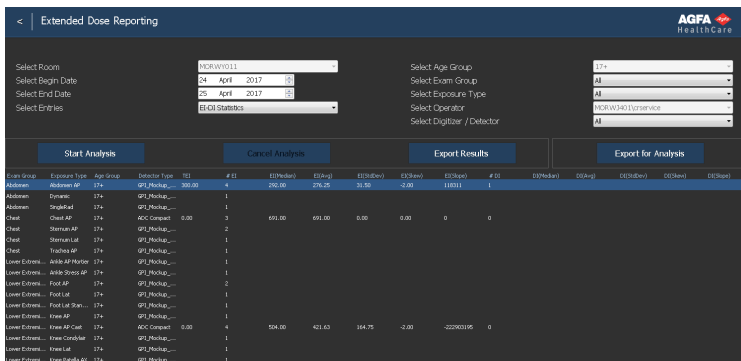 < | Extended Dose Reporting
AGFA
HealthCare
Select Room MORWY011 Select Age Group 17+
Select Begin Date 24 April 2017 Select Exam Group All
Select End Date 25 April 2017 Select Exposure Type All
Select Entries EI-DI Statistics Select Operator MORWJ401\crservice
Select Digitizer / Detector All
Start Analysis Cancel Analysis Export Results Export for Analysis
Exam Group Exposure Type Age Group Detector Type TEI # EI EI(Median) EI(Avg) EI(StdDev) EI(Skew) EI(Slope) # DI DI(Median) DI(Avg) DI(StdDev) DI(Skew) DI(Slope)
Abdomen Abdomen AP 17+ GPI_Mockup_... 300.00 4 292.00 276.25 31.50 -2.00 118311 1
Abdomen Dynamic 17+ GPI_Mockup_... 1
Abdomen SingleRad 17+ GPI_Mockup_... 1
Chest Chest AP 17+ ADC Compact 0.00 3 691.00 691.00 0.00 0.00 0 0
Chest Sternum AP 17+ GPI_Mockup_... 2
Chest Sternum Lat 17+ GPI_Mockup_... 1
Chest Trachea AP 17+ GPI_Mockup_... 1
Lower Extremi... Ankle AP Mortier 17+ GPI_Mockup_... 1
Lower Extremi... Ankle Stress AP 17+ GPI_Mockup_... 1
Lower Extremi... Foot AP 17+ GPI_Mockup_... 2
Lower Extremi... Foot Lat 17+ GPI_Mockup_... 1
Lower Extremi... Foot Lat Stan... 17+ GPI_Mockup_... 1
Lower Extremi... Knee AP 17+ GPI_Mockup_... 1
Lower Extremi... Knee AP Cast 17+ ADC Compact 0.00 4 504.00 421.63 164.75 -2.00 -222903195 0
Lower Extremi... Knee Condyler 17+ GPI_Mockup_... 1
Lower Extremi... Knee Lat 17+ GPI_Mockup_... 1
Lower Extremi... Knee Patella AX 17+ GPI_Mockup_... 1